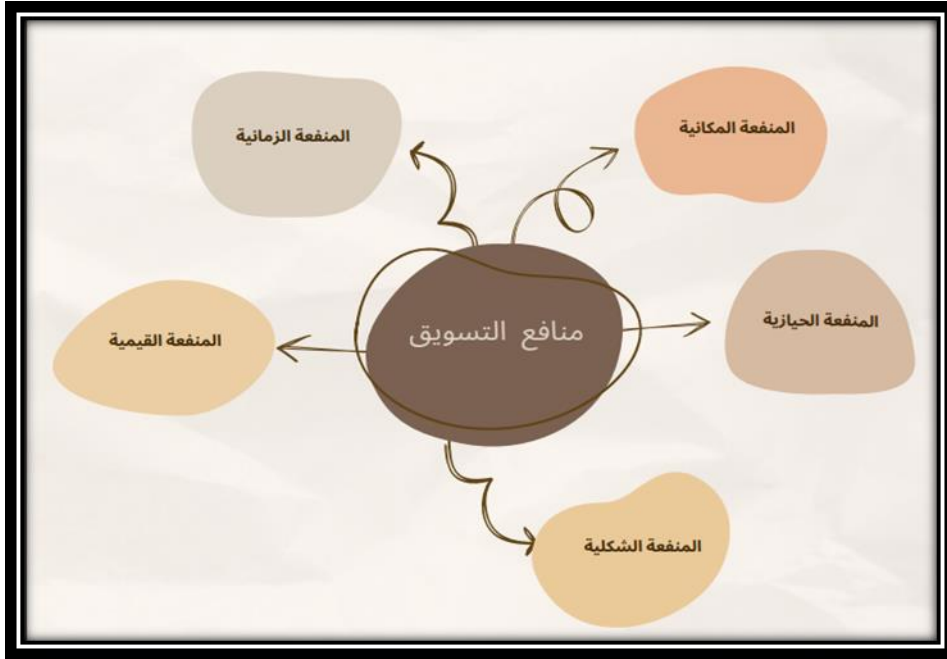 المنفعة المكانية
المنفعة الزمانية
منافع التسويق
المنفعة الحيازية
المنفعة القيمية
المنفعة الشكلية